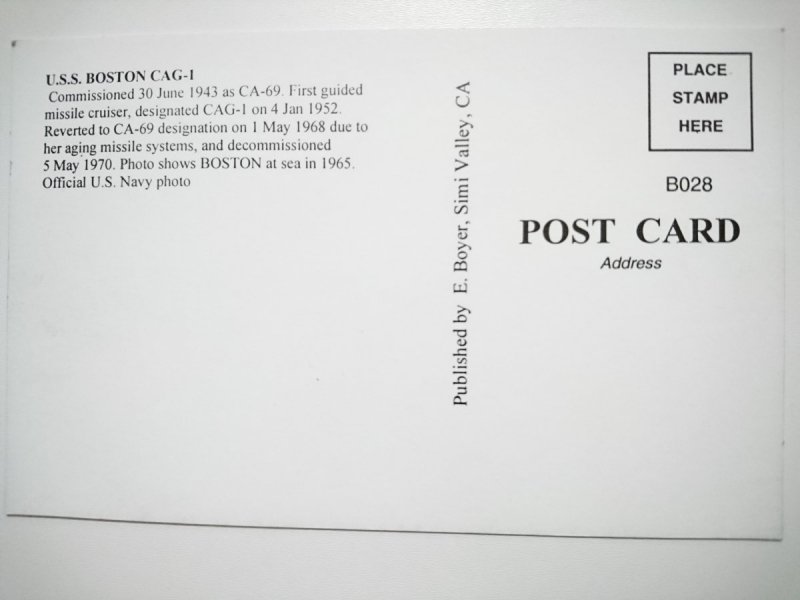 U.S.S. BOSTON CAG-1
Commissioned 30 June 1943 as CA-69. First guided
missile cruiser, designated CAG-1 on 4 Jan 1952.
Reverted to CA-69 designation on 1 May 1968 due to
her aging missile systems, and decommissioned
5 May 1970. Photo shows BOSTON at sea in 1965.
Official U.S. Navy photo
Published by E. Boyer, Simi Valley, CA
PLACE
STAMP
HERE
B028
POST CARD
Address